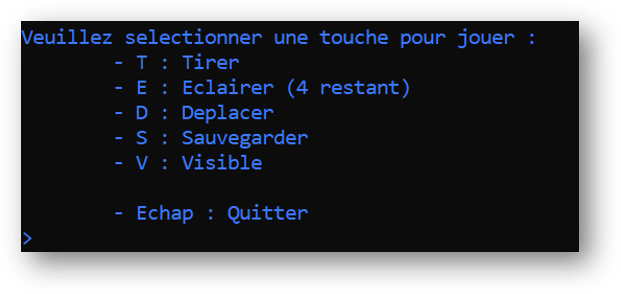 Veuillez selectionner une touche pour jouer :
- T : Tirer
- E : Eclairer (4 restant)
- D : Deplacer
- S : Sauvegarder
- V : Visible
- Echap : Quitter
>